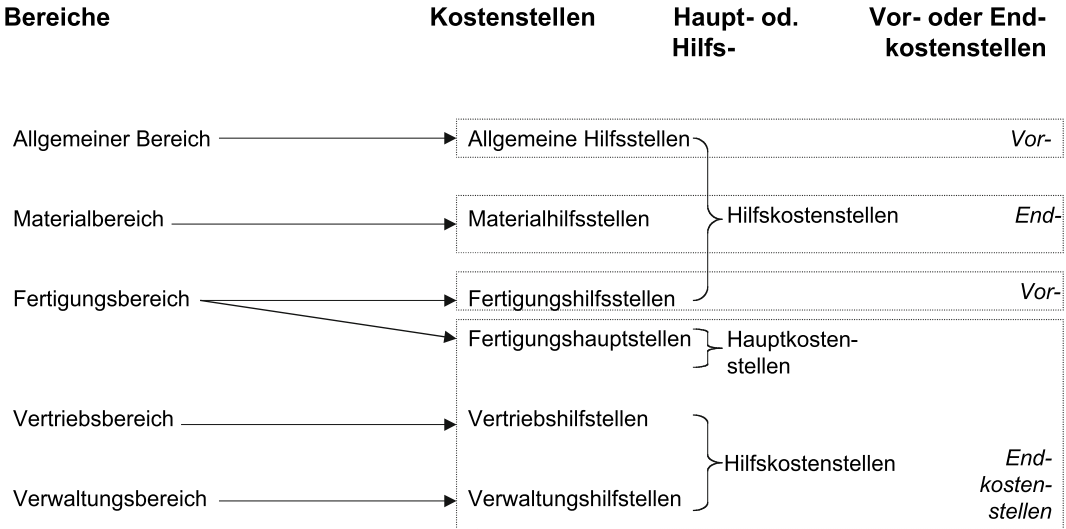 Bereiche Kostenstellen Haupt- od. Vor- oder End-
Hilfs- kostenstellen
Allgemeiner Bereich Allgemeine Hilfsstellen Vor-
Materialbereich Materialhilfsstellen Hilfskostenstellen End-
Fertigungsbereich Fertigungshilfsstellen Vor-
Fertigungshauptstellen Hauptkosten-
stellen
Vertriebsbereich Vertriebshilfstellen
Hilfskostenstellen End-
kosten-
Verwaltungsbereich Verwaltungshilfstellen stellen